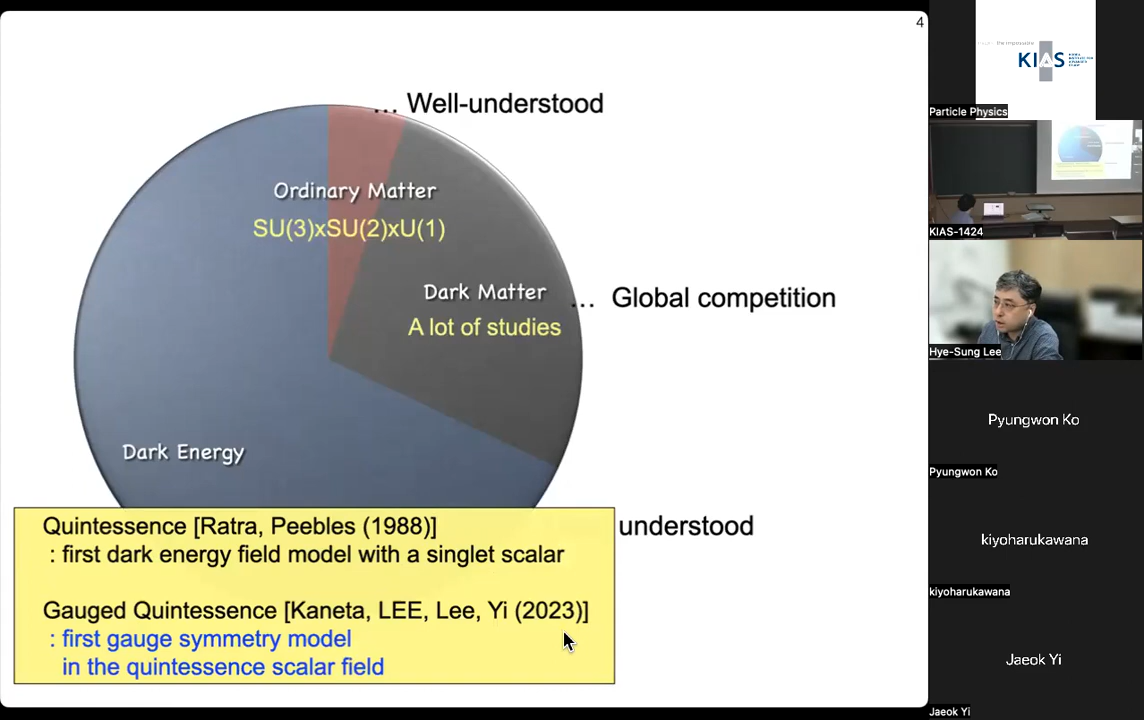 4
… Well-understood
Ordinary Matter
SU(3)xSU(2)xU(1)
Dark Matter
… Global competition
A lot of studies
Dark Energy
understood
Quintessence [Ratra, Peebles (1988)]
: first dark energy field model with a singlet scalar
Gauged Quintessence [Kaneta, LEE, Lee, Yi (2023)]
: first gauge symmetry model
in the quintessence scalar field
KIAS
Particle Physics
KIAS-1424
Hye-Sung Lee
Pyungwon Ko
Pyungwon Ko
kiyoharukawana
kiyoharukawana
Jaeok Yi
Jaeok Yi